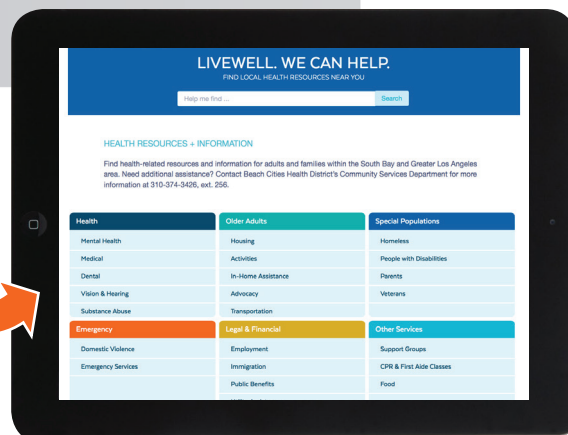 LIVEWELL. WE CAN HELP.
FIND LOCAL HEALTH RESOURCES NEAR YOU
Help me find ...
Search
HEALTH RESOURCES + INFORMATION
Find health-related resources and information for adults and families within the South Bay and Greater Los Angeles
area. Need additional assistance? Contact Beach Cities Health District's Community Services Department for more
information at 310-374-3426, ext. 256.
Health
Mental Health
Medical
Dental
Vision & Hearing
Substance Abuse
Older Adults
Housing
Activities
In-Home Assistance
Advocacy
Transportation
Special Populations
Homeless
People with Disabilities
Parents
Veterans
Emergency
Domestic Violence
Emergency Services
Legal & Financial
Employment
Immigration
Public Benefits
Other Services
Support Groups
CPR & First Aide Classes
Food